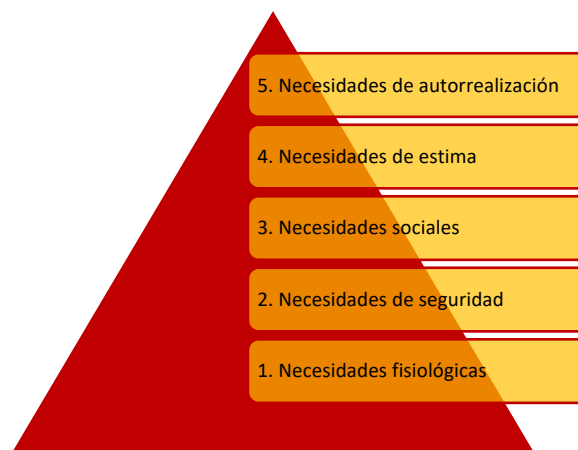 5. Necesidades de autorrealización
4. Necesidades de estima
3. Necesidades sociales
2. Necesidades de seguridad
1. Necesidades fisiológicas